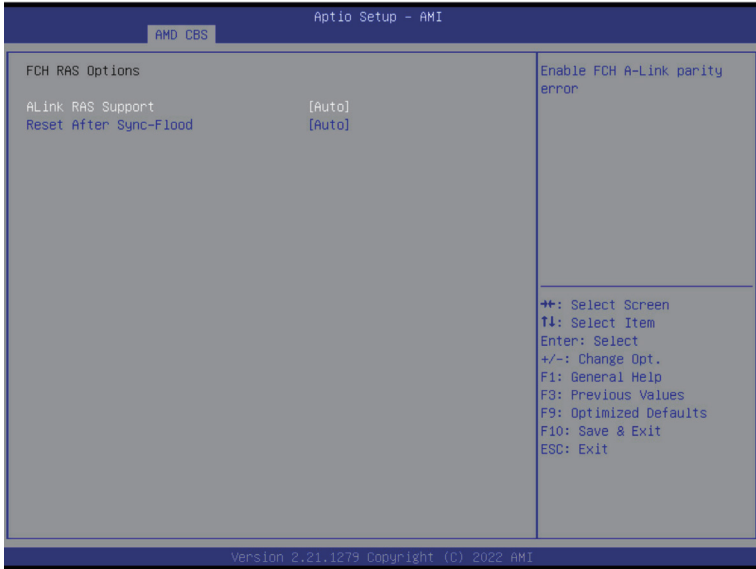 Aptio Setup – AMI
AMD CBS
FCH RAS Options
ALink RAS Support [Auto]
Reset After Sync-Flood [Auto]
Enable FCH A-Link parity
error
→←: Select Screen
↑↓: Select Item
Enter: Select
+/-: Change Opt.
F1: General Help
F3: Previous Values
F9: Optimized Defaults
F10: Save & Exit
ESC: Exit
Version 2.21.1279 Copyright (C) 2022 AMI